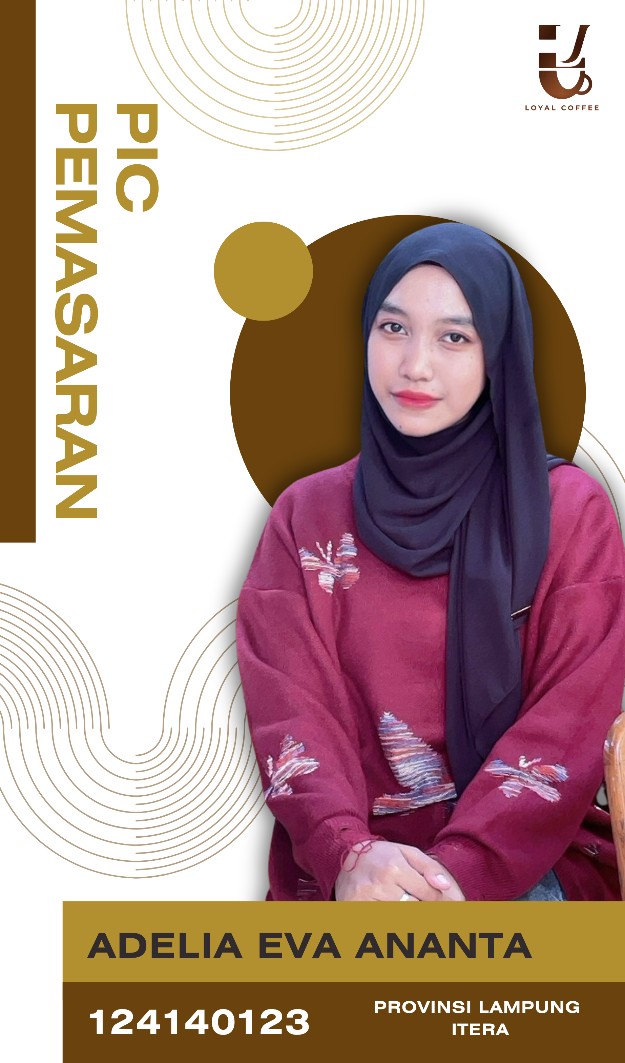 LOYAL COFFEE
PIC
PEMASARAN
ADELIA EVA ANANTA
124140123
PROVINSI LAMPUNG
ITERA